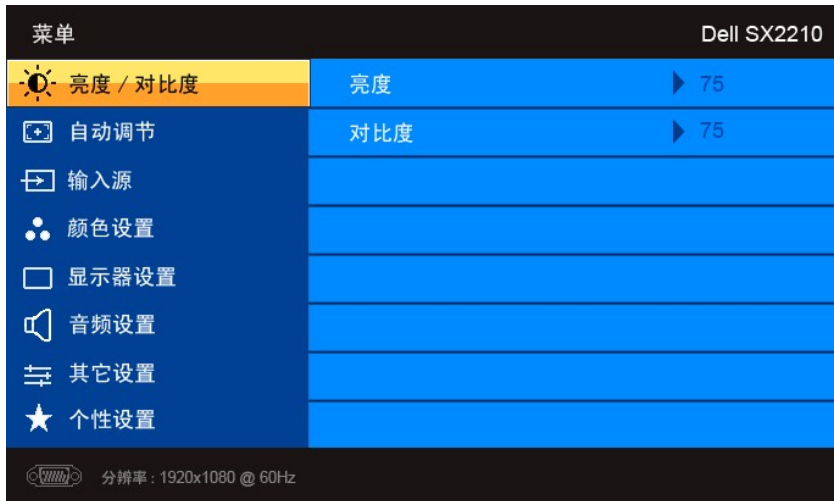 菜单 Dell SX2210
亮度 / 对比度 亮度 75
自动调节 对比度 75
输入源
颜色设置
显示器设置
音频设置
其它设置
个性设置
分辨率 : 1920x1080 @ 60Hz